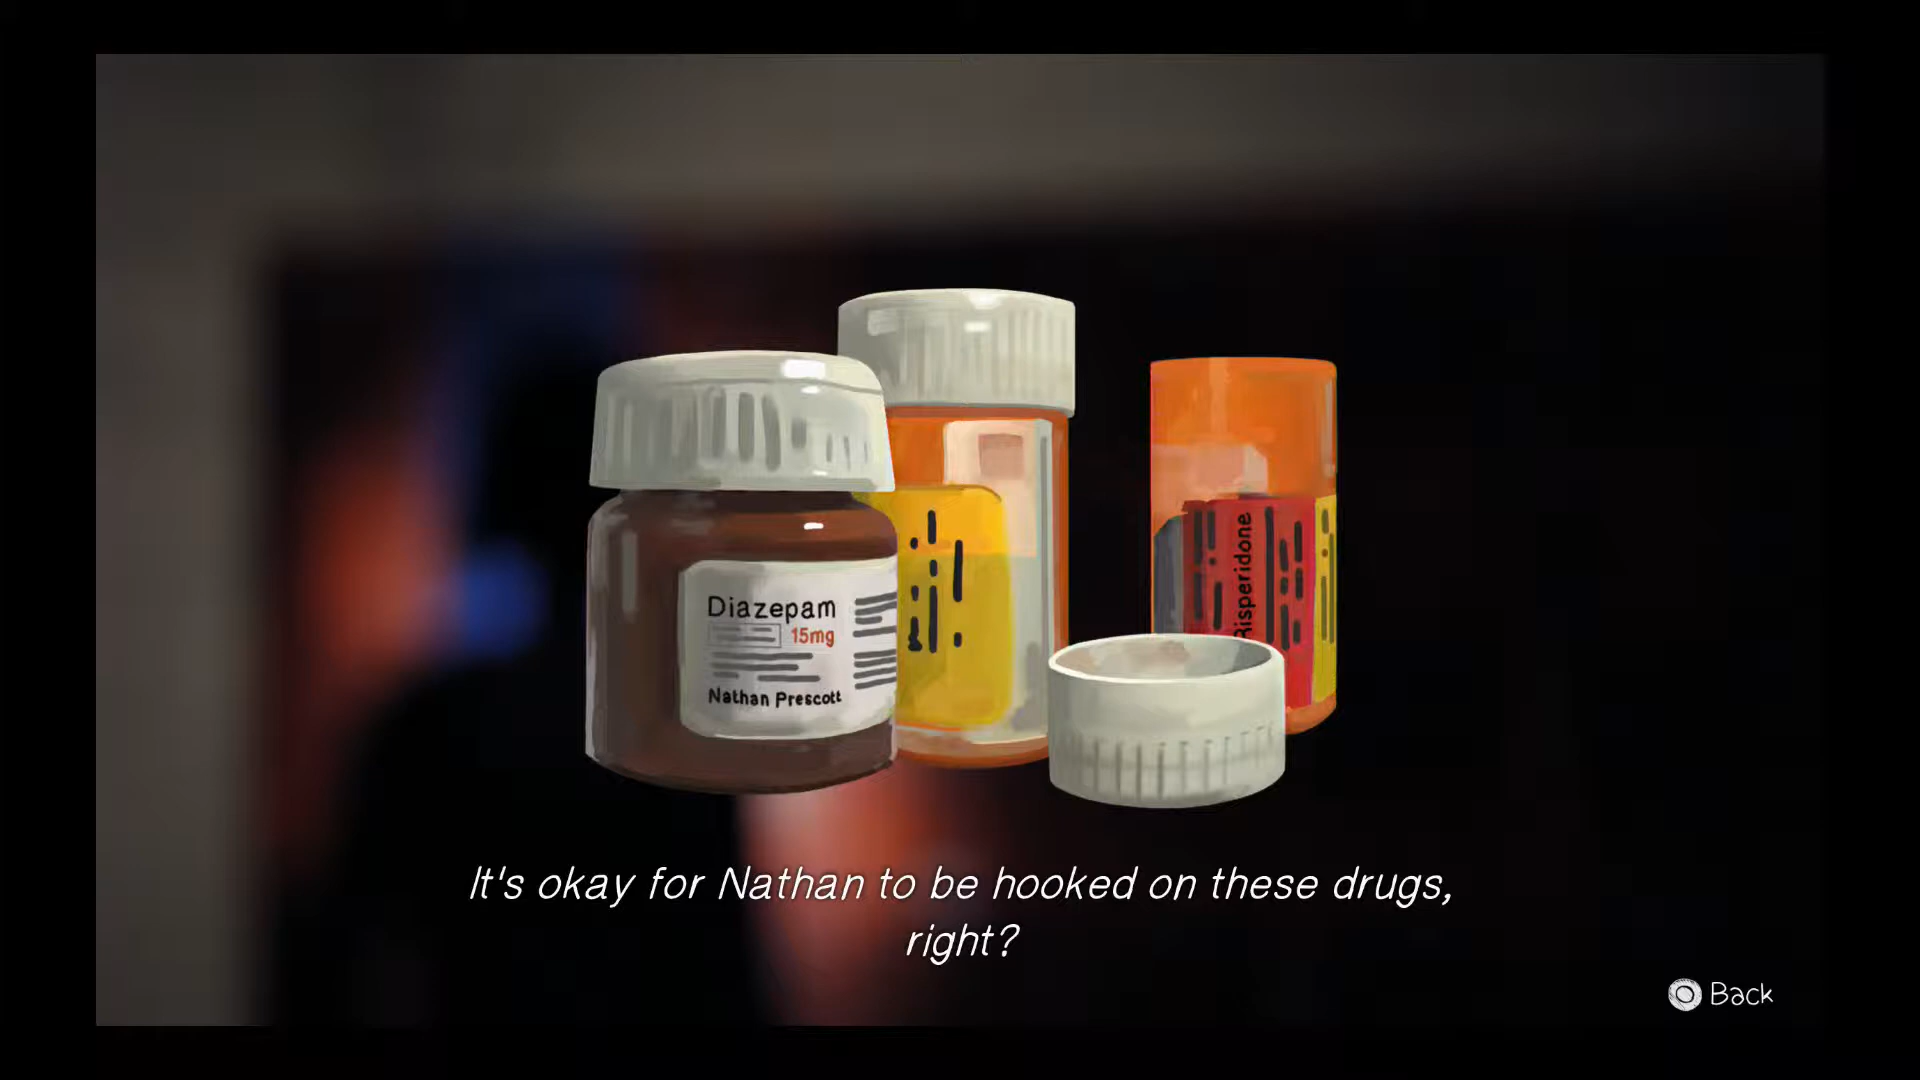 Diazepam
15mg
Nathan Prescott
Risperidone
It's okay for Nathan to be hooked on these drugs,
right?
Back